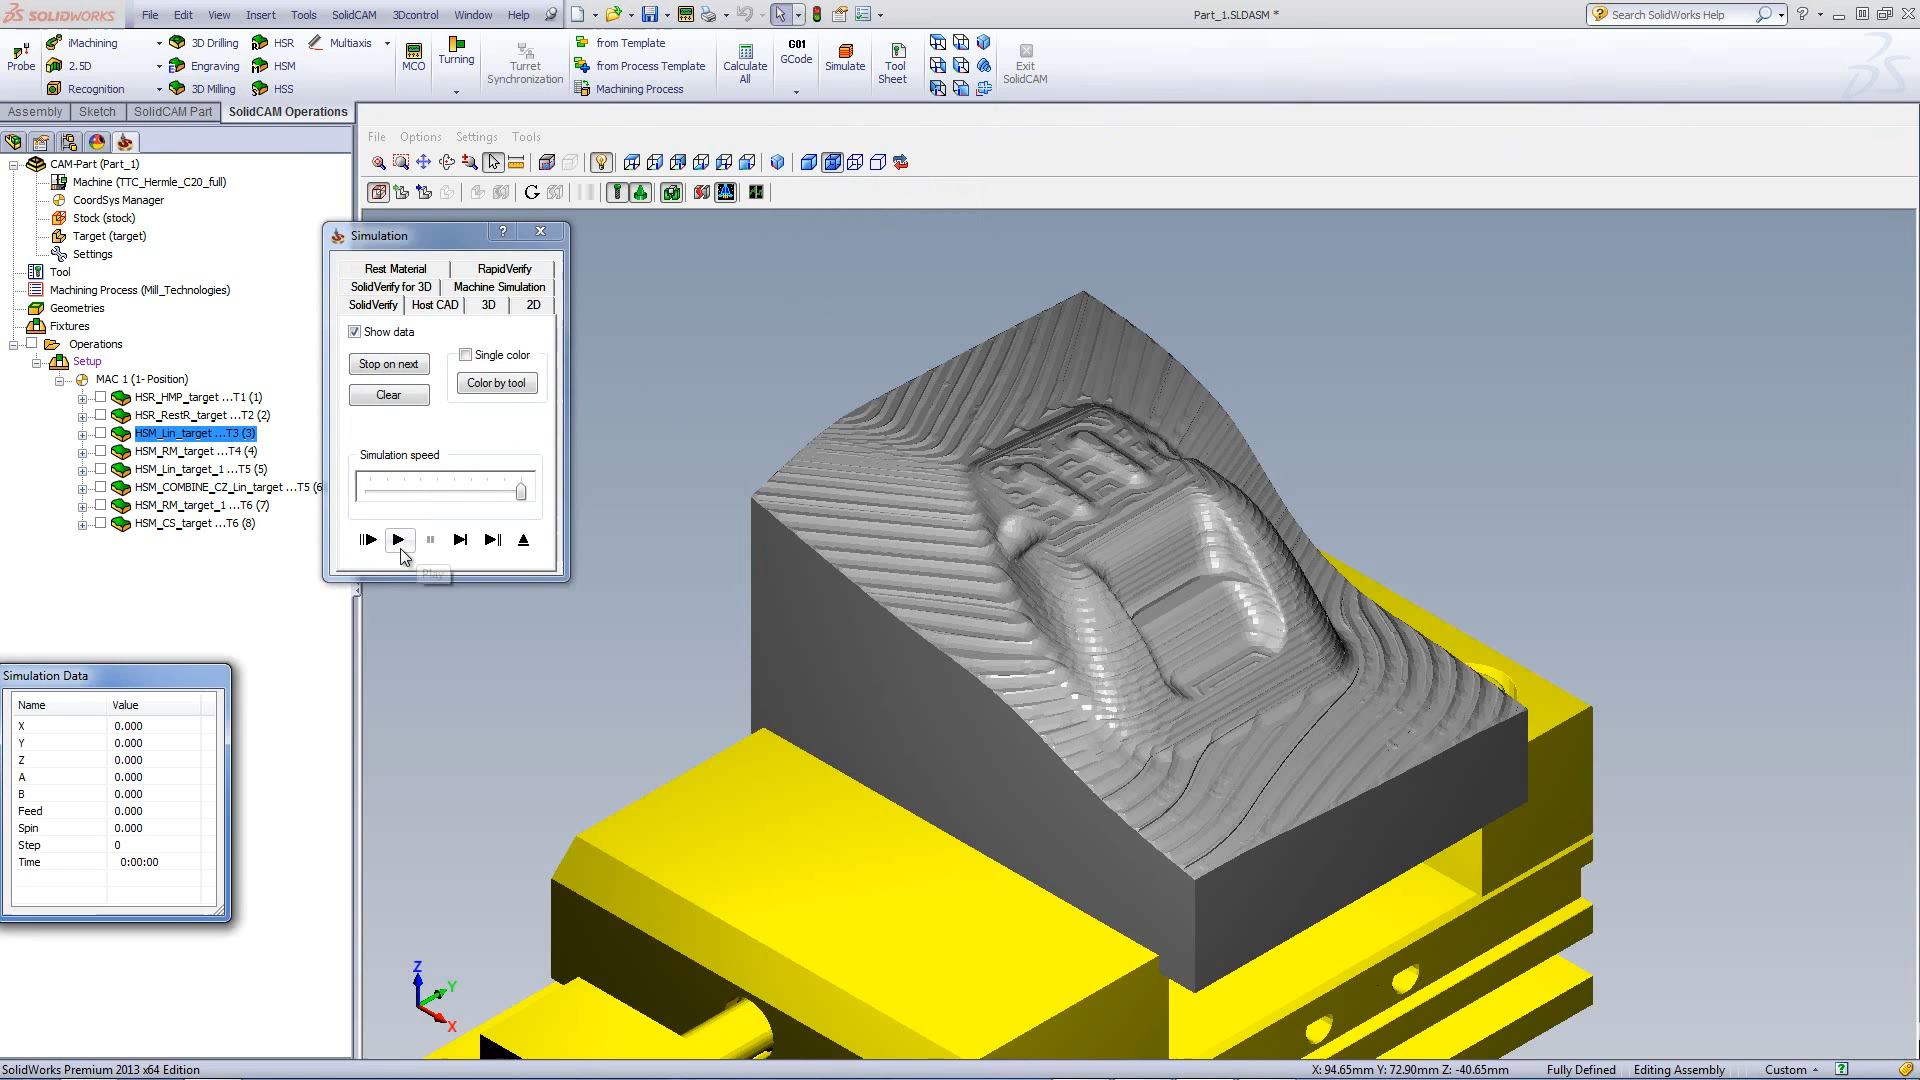 SOLIDWORKS File Edit View Insert Tools SolidCAM 3Dcontrol Window Help Part_1.SLDASM * Search SolidWorks Help
Probe iMachining 2.5D Recognition 3D Drilling Engraving 3D Milling HSR HSM HSS Multiaxis MCO Turning Turret Synchronization from Template from Process Template Machining Process Calculate All G01 GCode Simulate Tool Sheet Exit SolidCAM
Assembly Sketch SolidCAM Part SolidCAM Operations
File Options Settings Tools
CAM-Part (Part_1)
Machine (TTC_Hermle_C20_full)
CoordSys Manager
Stock (stock)
Target (target)
Settings
Tool
Machining Process (Mill_Technologies)
Geometries
Fixtures
Operations
Setup
MAC 1 (1- Position)
HSR_HMP_target ...T1 (1)
HSR_RestR_target ...T2 (2)
HSM_Lin_target ...T3 (3)
HSM_RM_target ...T4 (4)
HSM_Lin_target_1 ...T5 (5)
HSM_COMBINE_CZ_Lin_target ...T5 (6
HSM_RM_target_1 ...T6 (7)
HSM_CS_target ...T6 (8)
Simulation
Rest Material RapidVerify
SolidVerify for 3D Machine Simulation
SolidVerify Host CAD 3D 2D
Show data
Stop on next
Single color
Clear
Color by tool
Simulation speed
Play
Simulation Data
Name Value
X 0.000
Y 0.000
Z 0.000
A 0.000
B 0.000
Feed 0.000
Spin 0.000
Step 0
Time 0:00:00
Z
Y
X
SolidWorks Premium 2013 x64 Edition X: 94.65mm Y: 72.90mm Z: -40.65mm Fully Defined Editing Assembly Custom